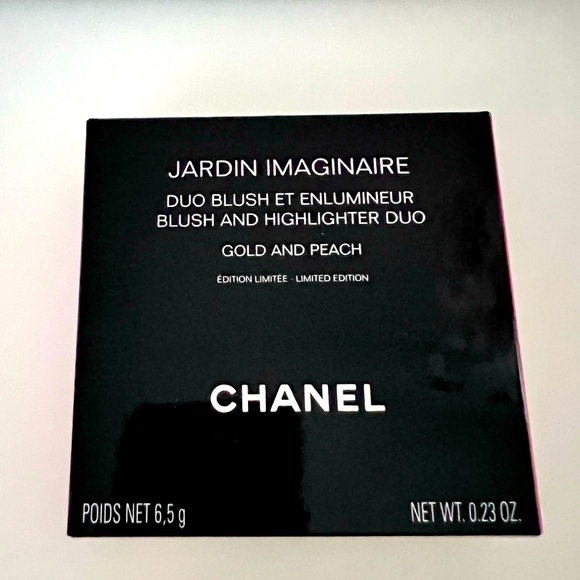 JARDIN IMAGINAIRE
DUO BLUSH ET ENLUMINEUR
BLUSH AND HIGHLIGHTER DUO
GOLD AND PEACH
ÉDITION LIMITÉE - LIMITED EDITION
CHANEL
POIDS NET 6,5 g NET WT. 0.23 OZ.